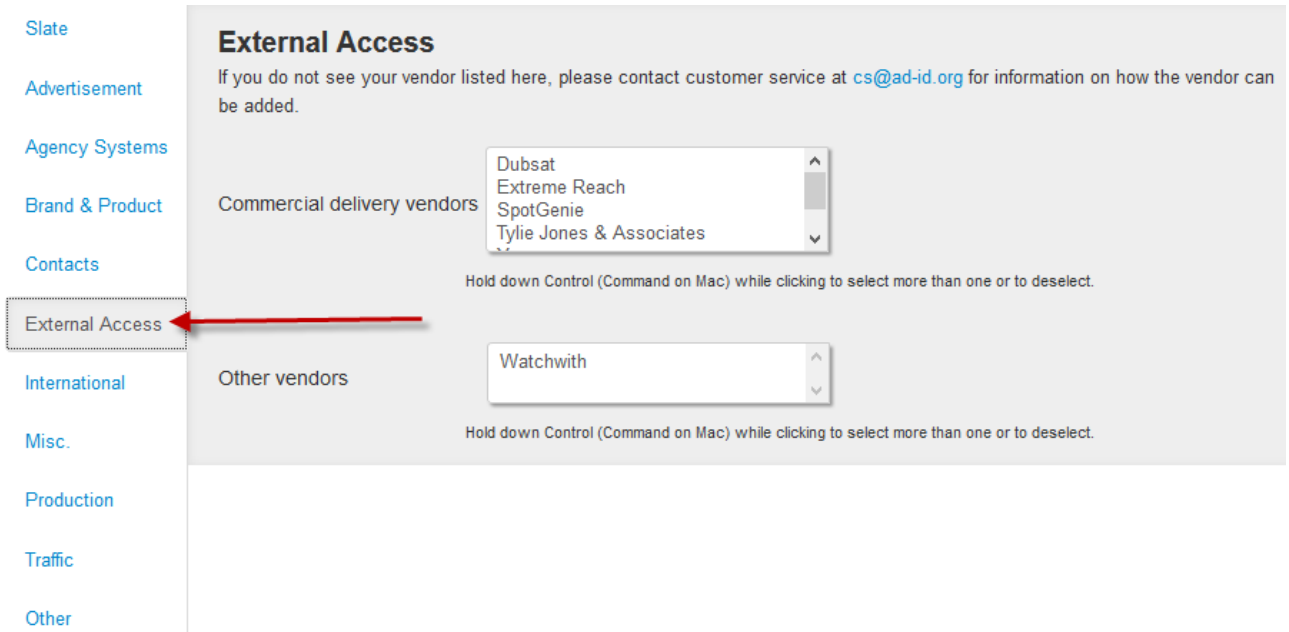 Slate
Advertisement
Agency Systems
Brand & Product
Contacts
External Access
International
Misc.
Production
Traffic
Other
External Access
If you do not see your vendor listed here, please contact customer service at cs@ad-id.org for information on how the vendor can
be added.
Commercial delivery vendors
Dubsat
Extreme Reach
SpotGenie
Tylie Jones & Associates
Hold down Control (Command on Mac) while clicking to select more than one or to deselect.
Other vendors
Watchwith
Hold down Control (Command on Mac) while clicking to select more than one or to deselect.